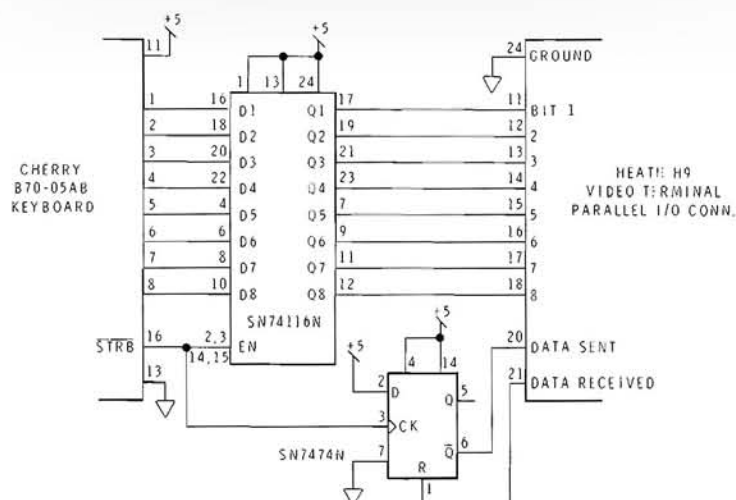 +5
11
+5
24
GROUND
1 13 24
1 16 D1 Q1 17 11 BIT 1
2 18 D2 Q2 19 12 2
3 20 D3 Q3 21 13 3
CHERRY
B70-05AB
KEYBOARD
4 22 D4 Q4 23 14 4
HEATH H9
VIDEO TERMINAL
PARALLEL I/O CONN.
5 4 D5 Q5 7 15 5
6 6 D6 Q6 9 16 6
7 8 D7 Q7 11 17 7
8 10 D8 Q8 12 18 8
SN74116N
+5
STRB 16 2,3 EN
14,15
20 DATA SENT
+5
4 14
13
21 DATA RECEIVED
2 D Q 5
3 CK
SN7474N
7 Q 6
R
1